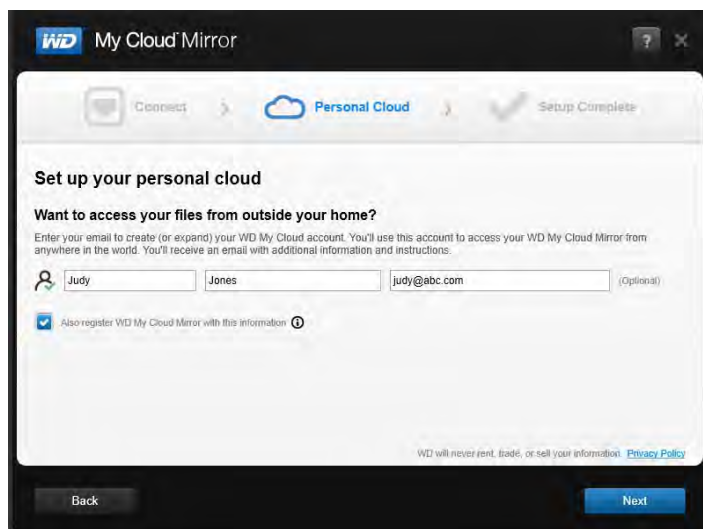 WD My Cloud Mirror
?
Connect
Personal Cloud
Setup Complete
Set up your personal cloud
Want to access your files from outside your home?
Enter your email to create (or expand) your WD My Cloud account. You'll use this account to access your WD My Cloud Mirror from
anywhere in the world. You'll receive an email with additional information and instructions.
Judy Jones judy@abc.com (Optional)
Also register WD My Cloud Mirror with this information
WD will never rent, trade, or sell your information. Privacy Policy
Back Next